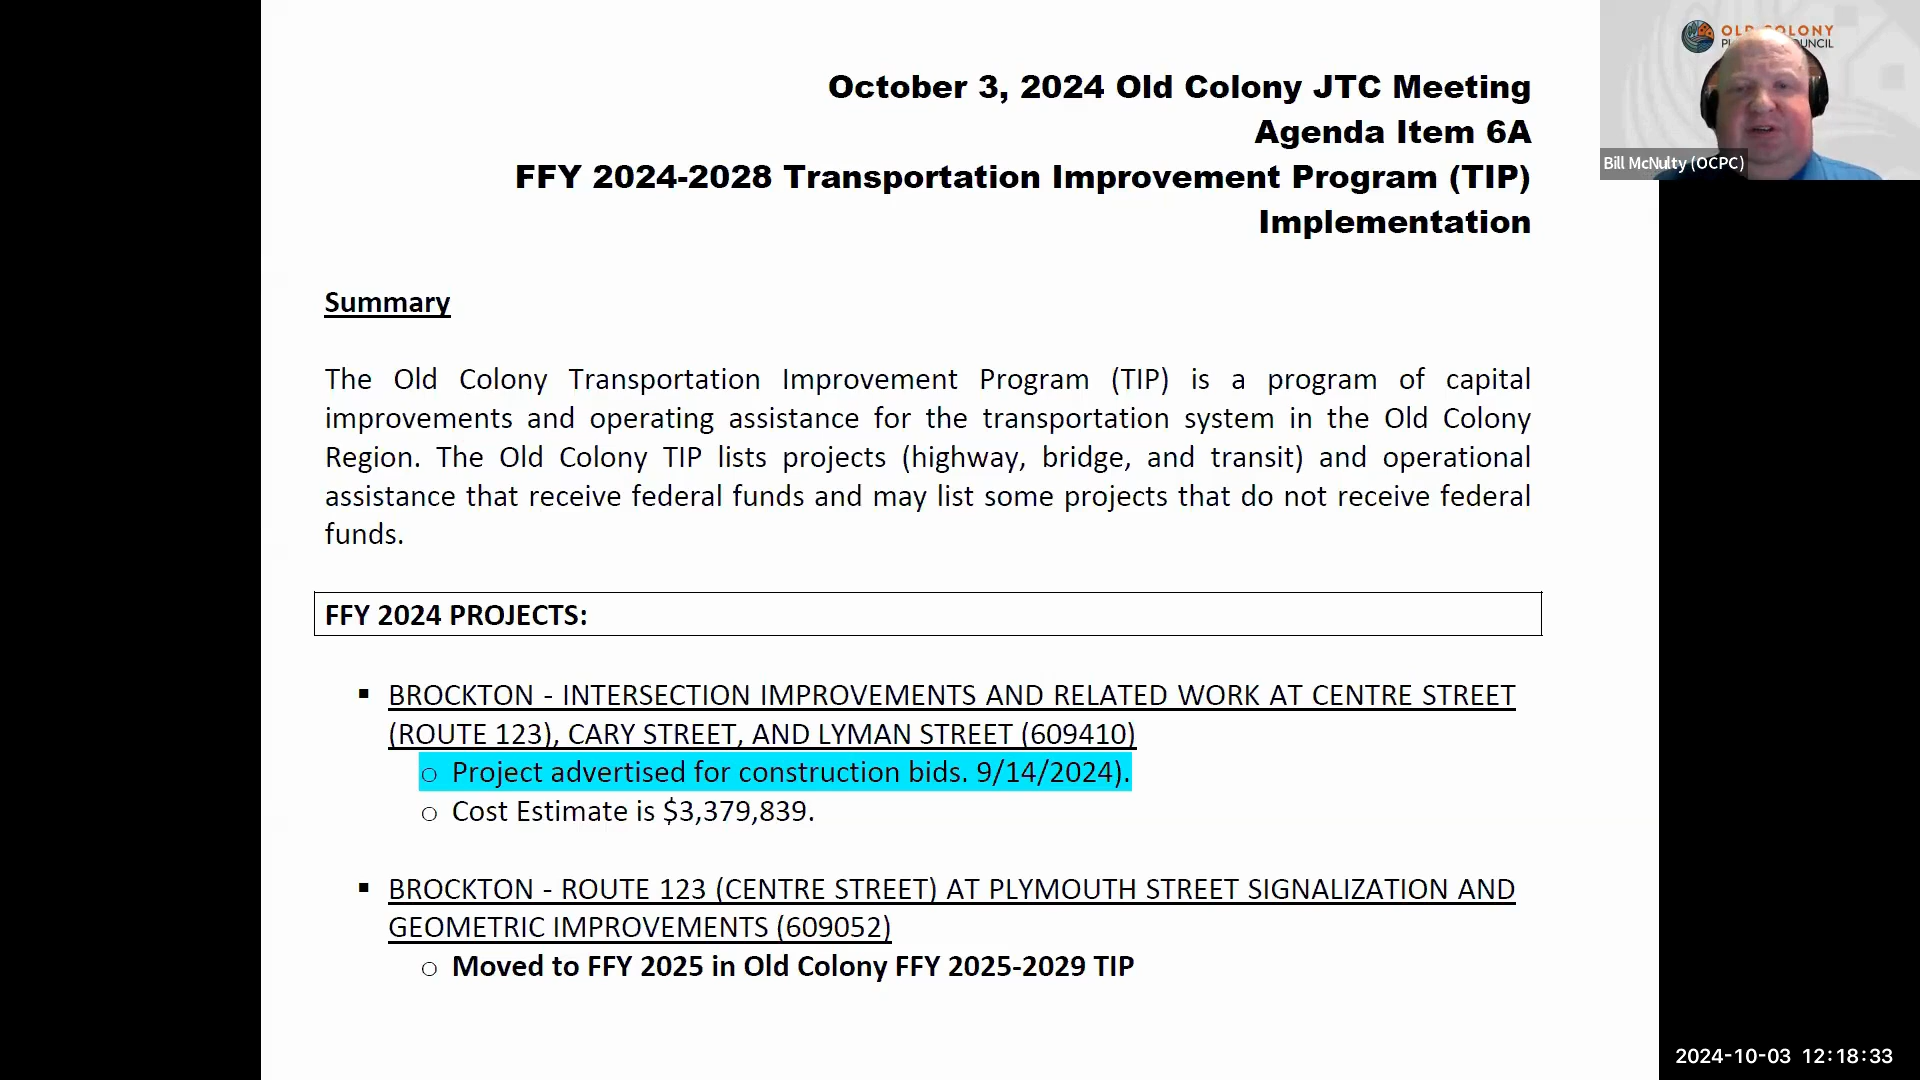 October 3, 2024 Old Colony JTC Meeting
Agenda Item 6A
FFY 2024-2028 Transportation Improvement Program (TIP)
Implementation
Summary
The Old Colony Transportation Improvement Program (TIP) is a program of capital
improvements and operating assistance for the transportation system in the Old Colony
Region. The Old Colony TIP lists projects (highway, bridge, and transit) and operational
assistance that receive federal funds and may list some projects that do not receive federal
funds.
FFY 2024 PROJECTS:
▪ BROCKTON - INTERSECTION IMPROVEMENTS AND RELATED WORK AT CENTRE STREET
(ROUTE 123), CARY STREET, AND LYMAN STREET (609410)
○ Project advertised for construction bids. 9/14/2024).
○ Cost Estimate is $3,379,839.
▪ BROCKTON - ROUTE 123 (CENTRE STREET) AT PLYMOUTH STREET SIGNALIZATION AND
GEOMETRIC IMPROVEMENTS (609052)
○ Moved to FFY 2025 in Old Colony FFY 2025-2029 TIP
Bill McNulty (OCPC)
2024-10-03 12:18:33